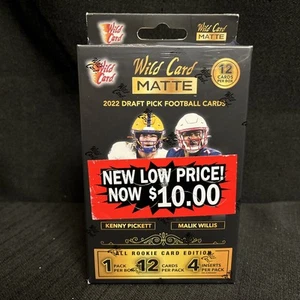 Wild Card
Wild Card
MATTE
12
CARDS
PER BOX
Wild Card
MATTE
2022 DRAFT PICK FOOTBALL CARDS
NEW LOW PRICE!
NOW $10.00
KENNY PICKETT
MALIK WILLIS
ALL ROOKIE CARD EDITION
1 PACK PER BOX
12 CARDS PER PACK
4 INSERTS PER PACK